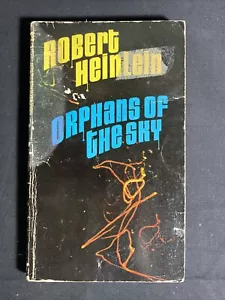 Robert
Heinlein
Orphans of
the Sky